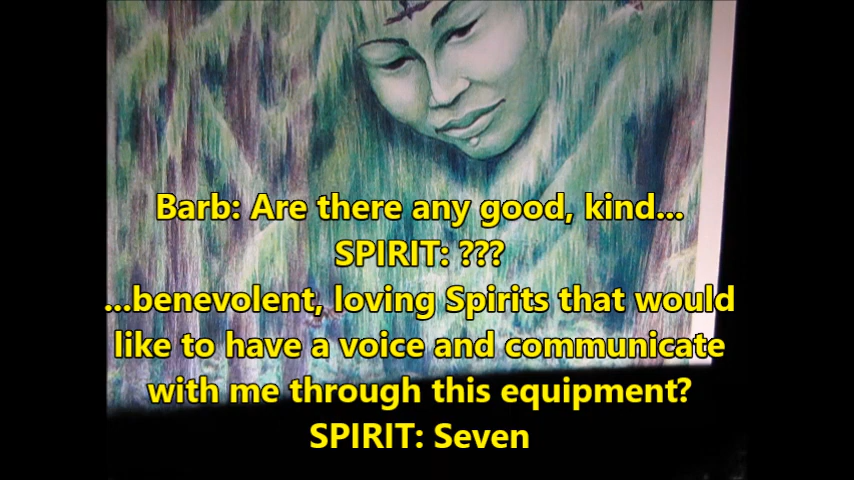 Barb: Are there any good, kind...
SPIRIT: ???
...benevolent, loving Spirits that would
like to have a voice and communicate
with me through this equipment?
SPIRIT: Seven